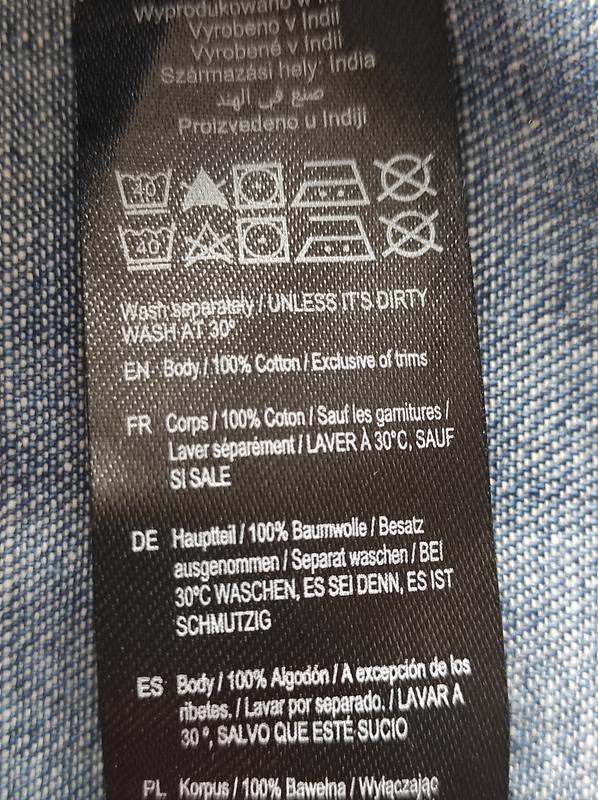 Wyprodukowano w
Vyrobeno v Indii
Vyrobené v Indii
Származási hely: India
صنع في الهند
Proizvedeno u Indiji
40
40
Wash separately / UNLESS IT'S DIRTY
WASH AT 30°
EN Body / 100% Cotton / Exclusive of trims
FR Corps / 100% Coton / Sauf les garnitures /
Laver séparément / LAVER À 30°C, SAUF
SI SALE
DE Hauptteil / 100% Baumwolle / Besatz
ausgenommen / Separat waschen / BEI
30°C WASCHEN, ES SEI DENN, ES IST
SCHMUTZIG
ES Body / 100% Algodón / A excepción de los
ribetes. / Lavar por separado. / LAVAR A
30 °, SALVO QUE ESTÉ SUCIO
PL Korpus / 100% Bawełna / Wyłączając